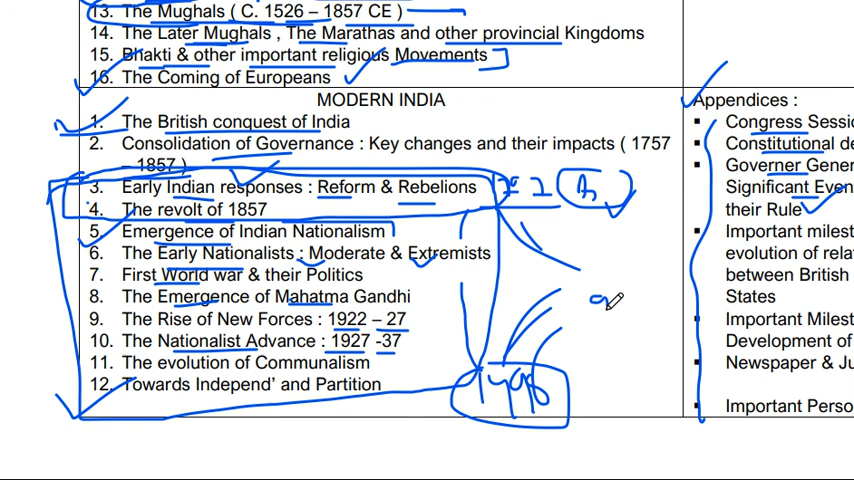 13. The Mughals ( C. 1526 – 1857 CE )
14. The Later Mughals , The Marathas and other provincial Kingdoms
15. Bhakti & other important religious Movements
16. The Coming of Europeans
MODERN INDIA
1. The British conquest of India
2. Consolidation of Governance : Key changes and their impacts ( 1757
– 1857 )
3. Early Indian responses : Reform & Rebelions
4. The revolt of 1857
5. Emergence of Indian Nationalism
6. The Early Nationalists : Moderate & Extremists
7. First World war & their Politics
8. The Emergence of Mahatma Gandhi
9. The Rise of New Forces : 1922 – 27
10. The Nationalist Advance : 1927 -37
11. The evolution of Communalism
12. Towards Independ' and Partition
Appendices :
▪ Congress Sessi
▪ Constitutional de
▪ Governer Gener
Significant Even
their Rule
▪ Important milest
evolution of rela
between British
States
▪ Important Milest
Development of
▪ Newspaper & Ju
▪ Important Perso